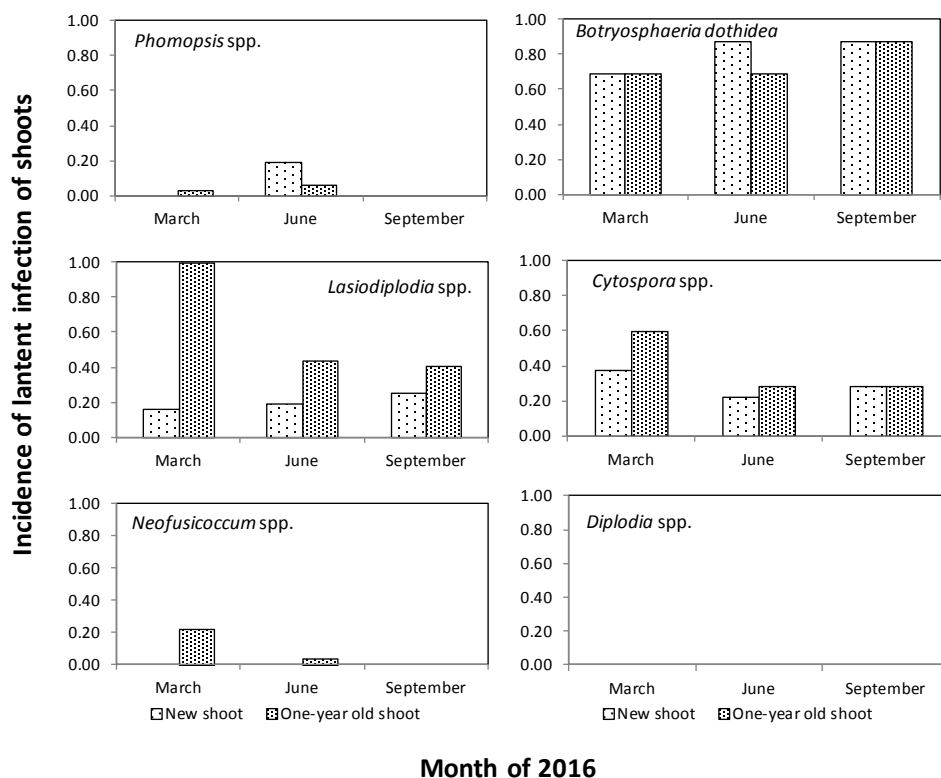 Incidence of lantent infection of shoots
Phomopsis spp.
1.00
0.80
0.60
0.40
0.20
0.00
March June September
Botryosphaeria dothidea
1.00
0.80
0.60
0.40
0.20
0.00
March June September
Lasiodiplodia spp.
1.00
0.80
0.60
0.40
0.20
0.00
March June September
Cytospora spp.
1.00
0.80
0.60
0.40
0.20
0.00
March June September
Neofusicoccum spp.
1.00
0.80
0.60
0.40
0.20
0.00
March June September
New shoot One-year old shoot
Diplodia spp.
1.00
0.80
0.60
0.40
0.20
0.00
March June September
New shoot One-year old shoot
Month of 2016